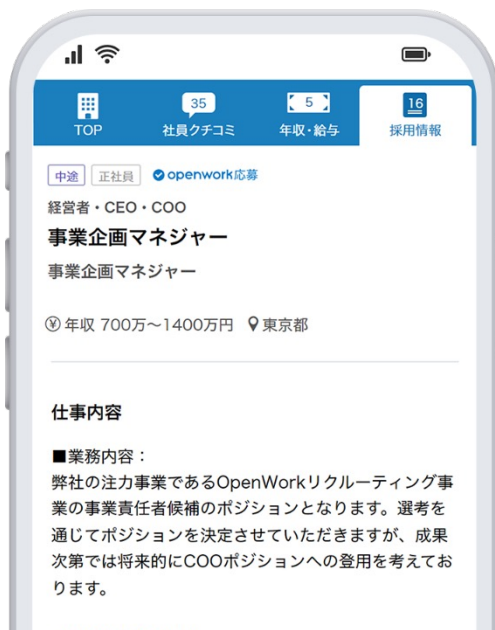 TOP
35
社員クチコミ
5
年収・給与
16
採用情報
中途 正社員 openwork応募
経営者・CEO・COO
事業企画マネジャー
事業企画マネジャー
¥ 年収 700万〜1400万円 東京都
仕事内容
■業務内容：
弊社の注力事業であるOpenWorkリクルーティング事
業の事業責任者候補のポジションとなります。選考を
通じてポジションを決定させていただきますが、成果
次第では将来的にCOOポジションへの登用を考えてお
ります。